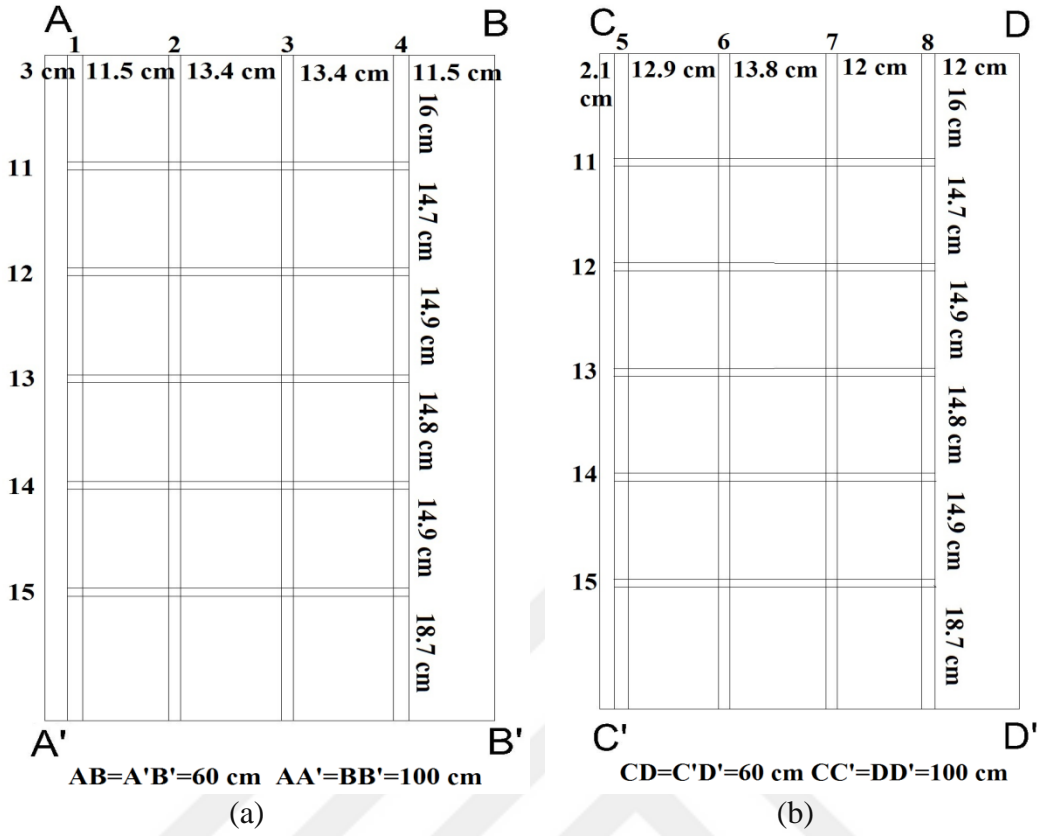 A B
1 2 3 4
3 cm 11.5 cm 13.4 cm 13.4 cm 11.5 cm
16 cm
11
14.7 cm
12
14.9 cm
13
14.8 cm
14
14.9 cm
15
18.7 cm
A' B'
AB=A'B'=60 cm AA'=BB'=100 cm
(a)
C D
5 6 7 8
2.1 12.9 cm 13.8 cm 12 cm 12 cm
cm
16 cm
11
14.7 cm
12
14.9 cm
13
14.8 cm
14
14.9 cm
15
18.7 cm
C' D'
CD=C'D'=60 cm CC'=DD'=100 cm
(b)